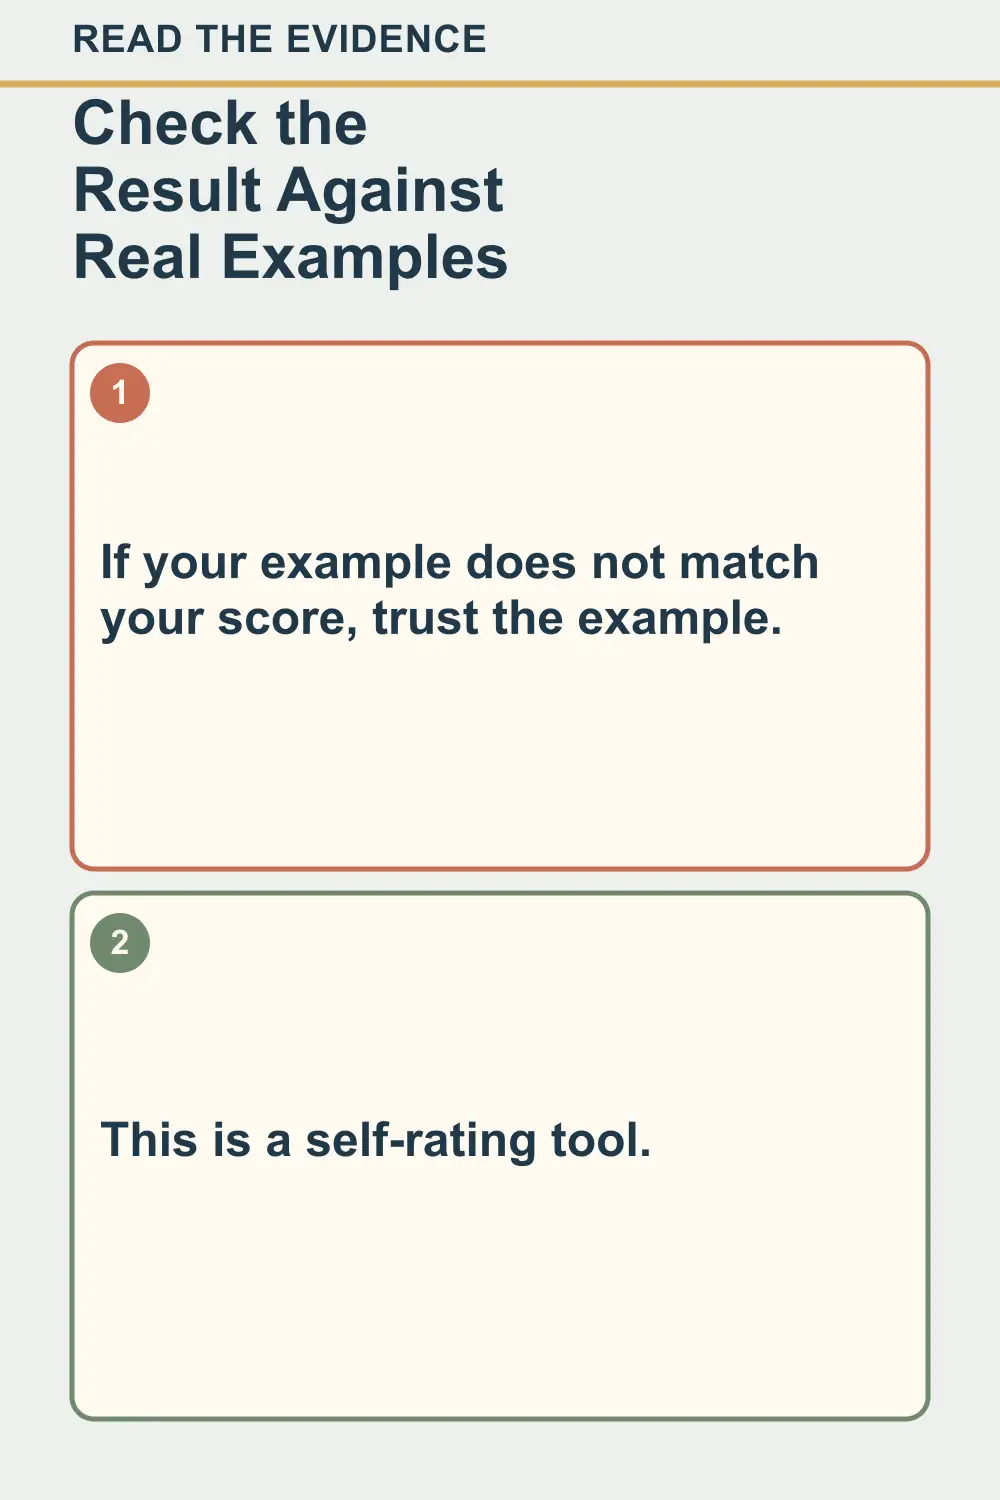 READ THE EVIDENCE
Check the
Result Against
Real Examples
1
If your example does not match
your score, trust the example.
2
This is a self-rating tool.